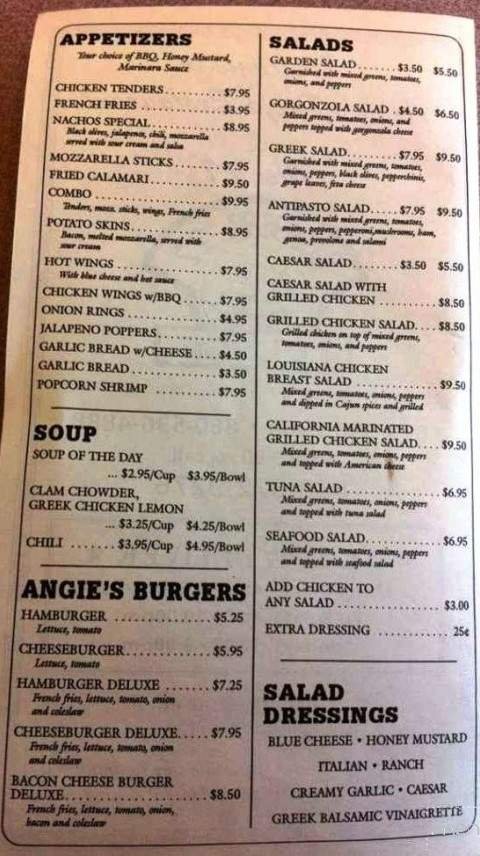 APPETIZERS
Your choice of BBQ, Honey Mustard,
Marinara Sauce
CHICKEN TENDERS.......... $7.95
FRENCH FRIES .............. $3.95
NACHOS SPECIAL............ $8.95
Black olives, jalapenos, chili, mozzarella
served with sour cream and salsa
MOZZARELLA STICKS....... $7.95
FRIED CALAMARI............ $9.50
COMBO ..................... $9.95
Tenders, mozz. sticks, wings, French fries
POTATO SKINS............... $8.95
Bacon, melted mozzarella, served with
sour cream
HOT WINGS ................. $7.95
With blue cheese and hot sauce
CHICKEN WINGS w/BBQ .... $7.95
ONION RINGS ............... $4.95
JALAPENO POPPERS......... $7.95
GARLIC BREAD w/CHEESE .... $4.50
GARLIC BREAD .............. $3.50
POPCORN SHRIMP .......... $7.95
SOUP
SOUP OF THE DAY
... $2.95/Cup $3.95/Bowl
CLAM CHOWDER,
GREEK CHICKEN LEMON
... $3.25/Cup $4.25/Bowl
CHILI ....... $3.95/Cup $4.95/Bowl
ANGIE'S BURGERS
HAMBURGER .............. $5.25
Lettuce, tomato
CHEESEBURGER............. $5.95
Lettuce, tomato
HAMBURGER DELUXE ....... $7.25
French fries, lettuce, tomato, onion
and coleslaw
CHEESEBURGER DELUXE..... $7.95
French fries, lettuce, tomato, onion
and coleslaw
BACON CHEESE BURGER
DELUXE...................... $8.50
French fries, lettuce, tomato, onion,
bacon and coleslaw
SALADS
GARDEN SALAD....... $3.50 $5.50
Garnished with mixed greens, tomatoes,
onions, and peppers
GORGONZOLA SALAD . $4.50 $6.50
Mixed greens, tomatoes, onions, and
peppers topped with gorgonzola cheese
GREEK SALAD......... $7.95 $9.50
Garnished with mixed greens, tomatoes,
onions, peppers, black olives, pepperchinis,
grape leaves, feta cheese
ANTIPASTO SALAD..... $7.95 $9.50
Garnished with mixed greens, tomatoes,
onions, peppers, pepperoni,mushrooms, ham,
genoa, provolona and salami
CAESAR SALAD........ $3.50 $5.50
CAESAR SALAD WITH
GRILLED CHICKEN .......... $8.50
GRILLED CHICKEN SALAD.... $8.50
Grilled chicken on top of mixed greens,
tomatoes, onions, and peppers
LOUISIANA CHICKEN
BREAST SALAD .............. $9.50
Mixed greens, tomatoes, onions, peppers
and dipped in Cajun spices and grilled
CALIFORNIA MARINATED
GRILLED CHICKEN SALAD.... $9.50
Mixed greens, tomatoes, onions, peppers
and topped with American cheese
TUNA SALAD ................ $6.95
Mixed greens, tomatoes, onions, peppers
and topped with tuna salad
SEAFOOD SALAD............. $6.95
Mixed greens, tomatoes, onions, peppers
and topped with seafood salad
ADD CHICKEN TO
ANY SALAD ................. $3.00
EXTRA DRESSING ............ 25¢
SALAD
DRESSINGS
BLUE CHEESE • HONEY MUSTARD
ITALIAN • RANCH
CREAMY GARLIC • CAESAR
GREEK BALSAMIC VINAIGRETTE